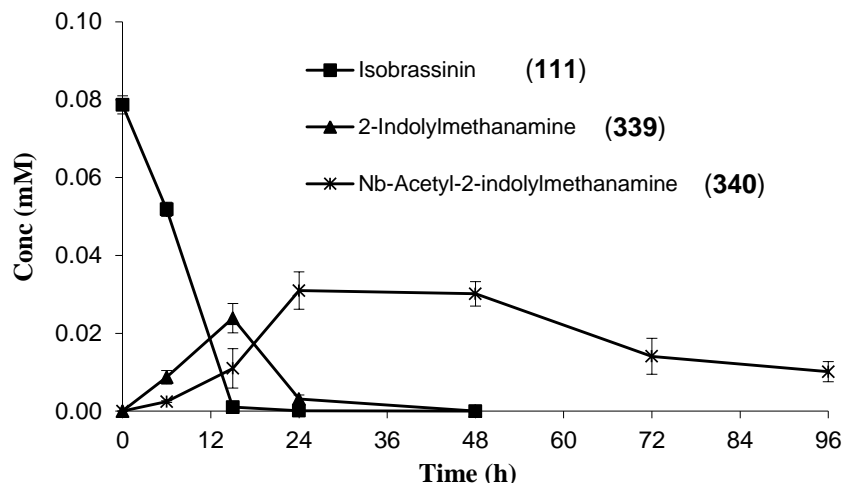 0.10
0.08
0.06
0.04
0.02
0.00
Conc (mM)
Isobrassinin (111)
2-Indolylmethanamine (339)
Nb-Acetyl-2-indolylmethanamine (340)
0 12 24 36 48 60 72 84 96
Time (h)